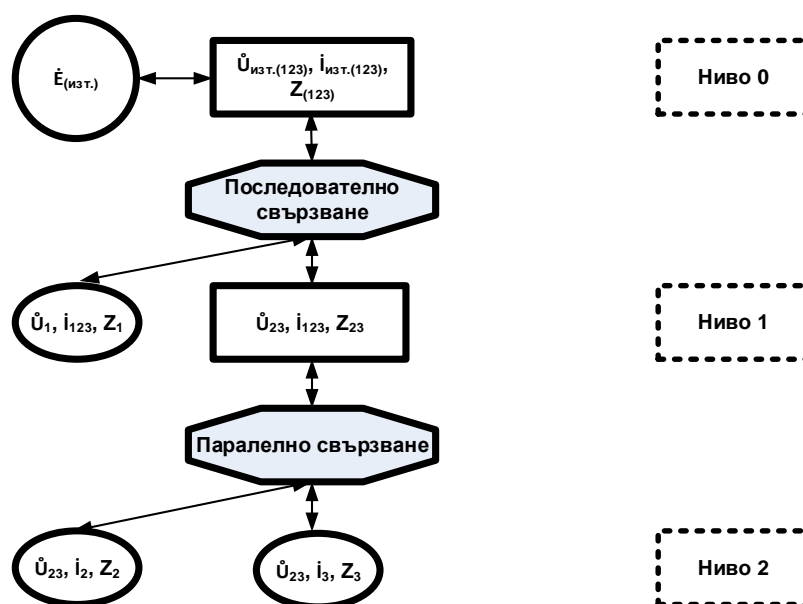 Ė(изт.)
Ůизт.(123), İизт.(123),
Z(123)
Ниво 0
Последователно
свързване
Ů1, İ123, Z1
Ů23, İ123, Z23
Ниво 1
Паралелно свързване
Ů23, İ2, Z2
Ů23, İ3, Z3
Ниво 2